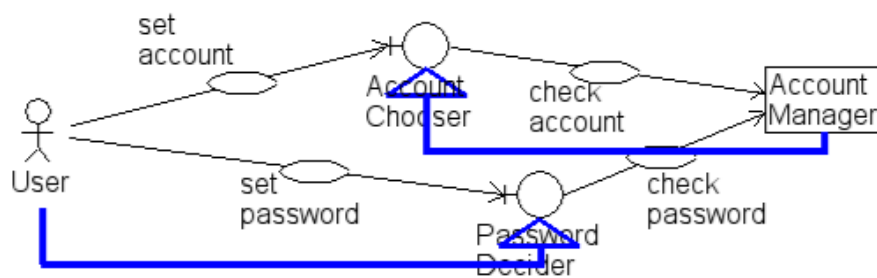 set
account
Account
Chooser
check
account
Account
Manager
User
set
password
check
password
Password
Decider